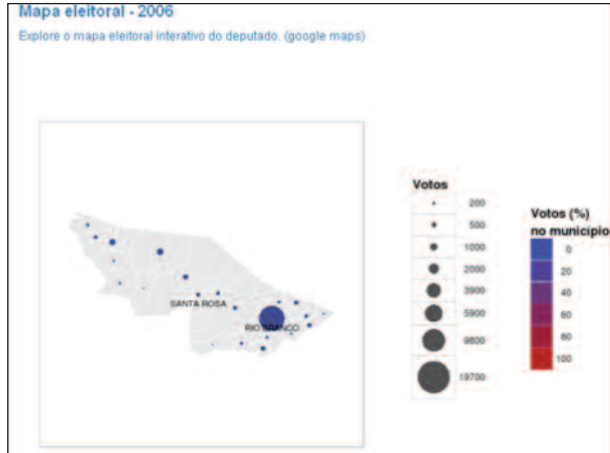 Mapa eleitoral - 2006
Explore o mapa eleitoral interativo do deputado. (google maps)
SANTA ROSA
RIO BRANCO
Votos
200
500
1000
2000
3900
5900
9800
19700
Votos (%)
no município
0
20
40
60
80
100